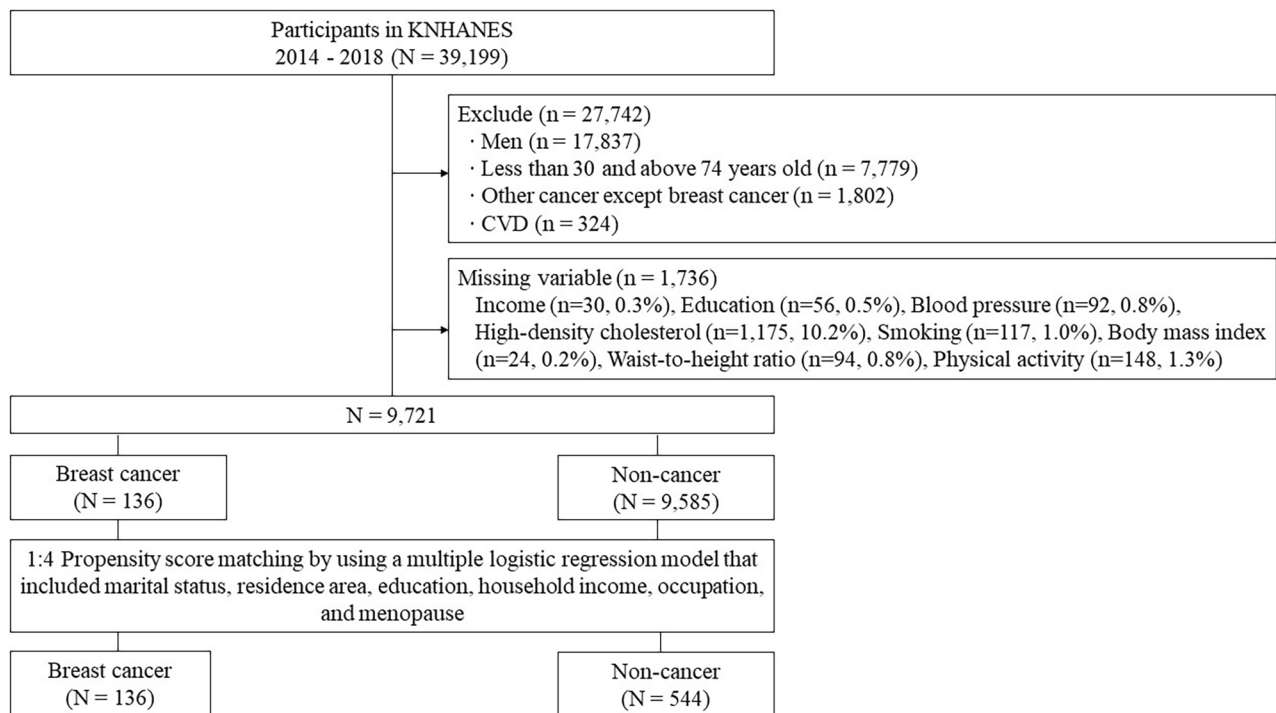 Participants in KNHANES
2014 - 2018 (N = 39,199)
Exclude (n = 27,742)
· Men (n = 17,837)
· Less than 30 and above 74 years old (n = 7,779)
· Other cancer except breast cancer (n = 1,802)
· CVD (n = 324)
Missing variable (n = 1,736)
Income (n=30, 0.3%), Education (n=56, 0.5%), Blood pressure (n=92, 0.8%),
High-density cholesterol (n=1,175, 10.2%), Smoking (n=117, 1.0%), Body mass index
(n=24, 0.2%), Waist-to-height ratio (n=94, 0.8%), Physical activity (n=148, 1.3%)
N = 9,721
Breast cancer
(N = 136)
Non-cancer
(N = 9,585)
1:4 Propensity score matching by using a multiple logistic regression model that
included marital status, residence area, education, household income, occupation,
and menopause
Breast cancer
(N = 136)
Non-cancer
(N = 544)